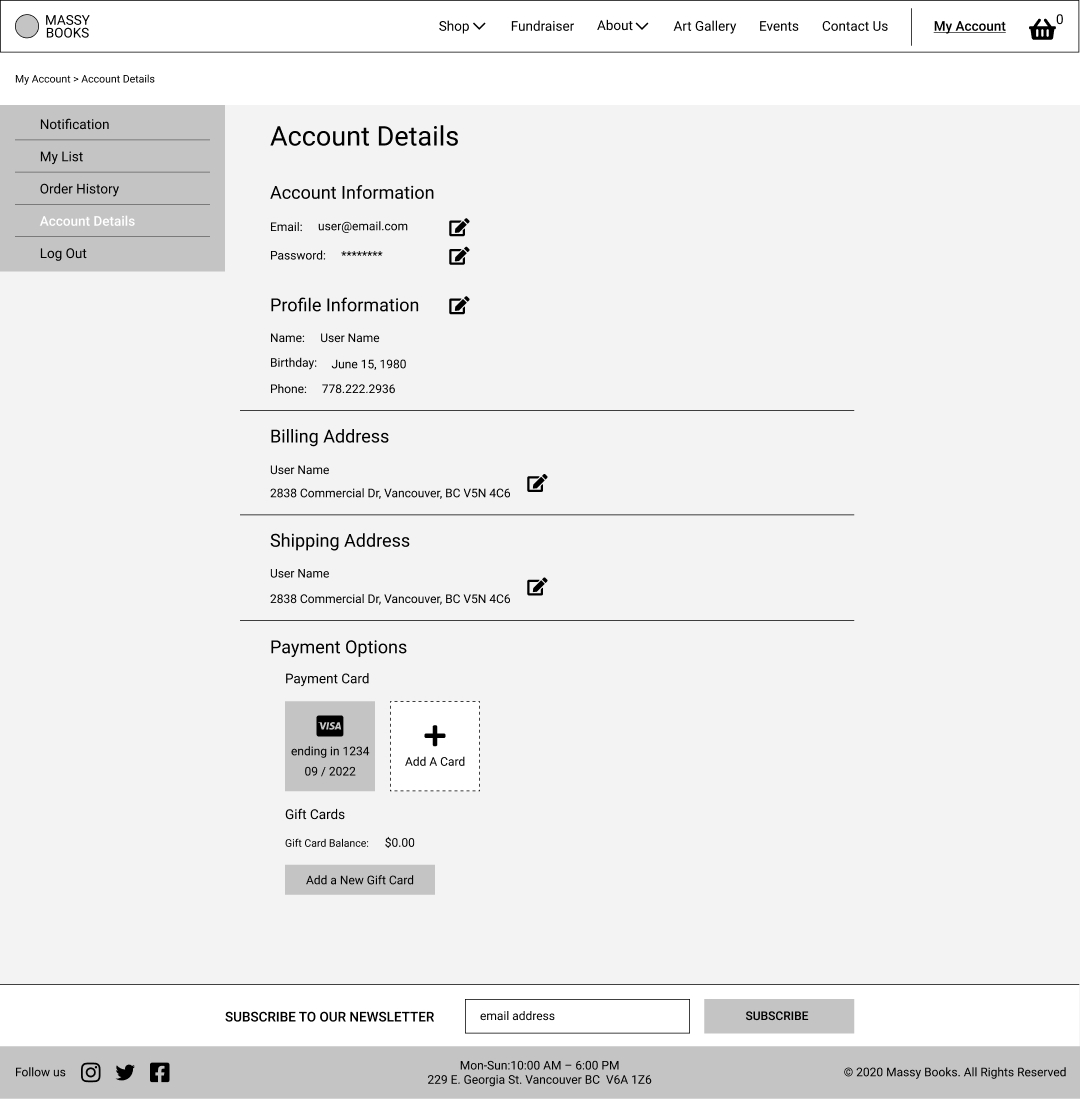 MASSY
BOOKS
Shop
Fundraiser
About
Art Gallery
Events
Contact Us
My Account
0
My Account > Account Details
Notification
My List
Order History
Account Details
Log Out
Account Details
Account Information
Email: user@email.com
Password: ********
Profile Information
Name: User Name
Birthday: June 15, 1980
Phone: 778.222.2936
Billing Address
User Name
2838 Commercial Dr, Vancouver, BC V5N 4C6
Shipping Address
User Name
2838 Commercial Dr, Vancouver, BC V5N 4C6
Payment Options
Payment Card
VISA
ending in 1234
09 / 2022
Add A Card
Gift Cards
Gift Card Balance: $0.00
Add a New Gift Card
SUBSCRIBE TO OUR NEWSLETTER
email address
SUBSCRIBE
Follow us
Mon-Sun:10:00 AM – 6:00 PM
229 E. Georgia St. Vancouver BC  V6A 1Z6
© 2020 Massy Books. All Rights Reserved